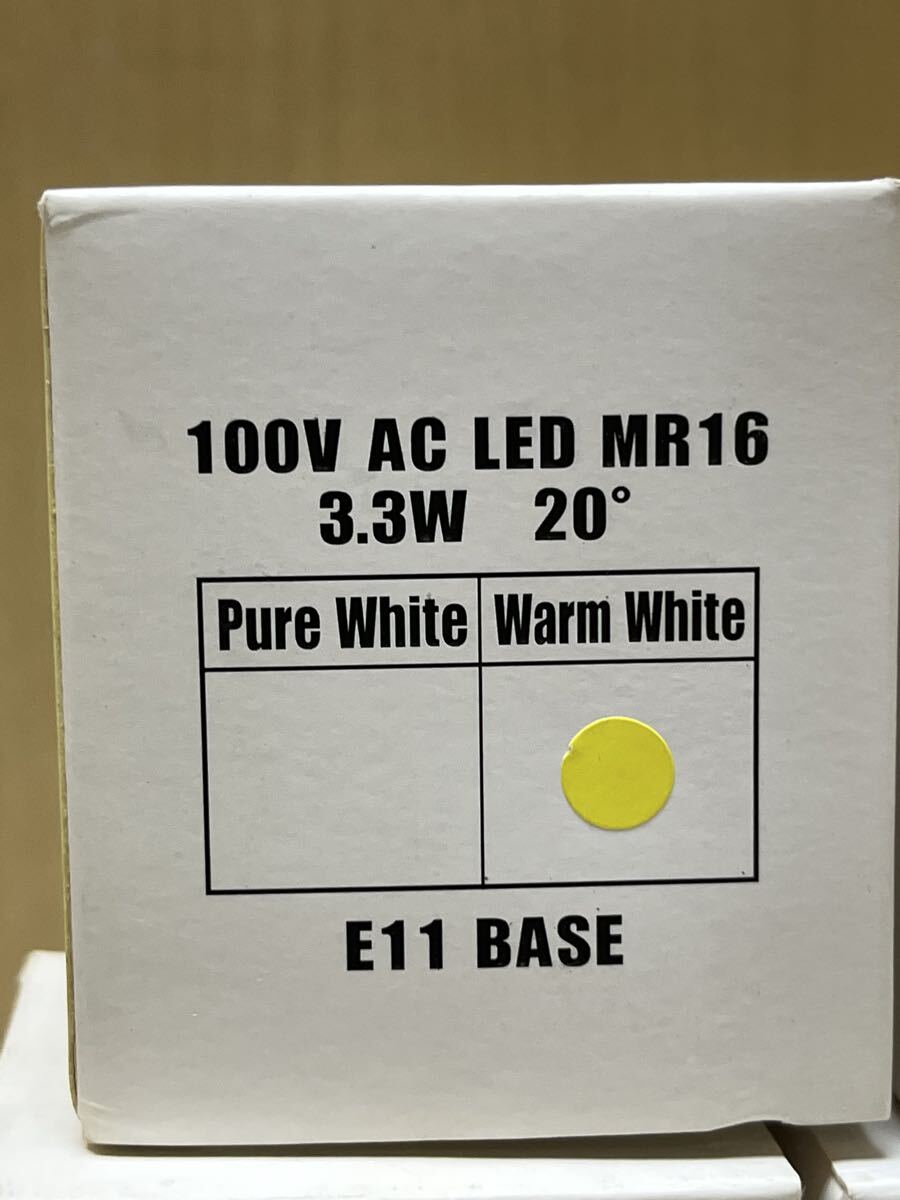 100V AC LED MR16
3.3W 20°
Pure White Warm White
E11 BASE